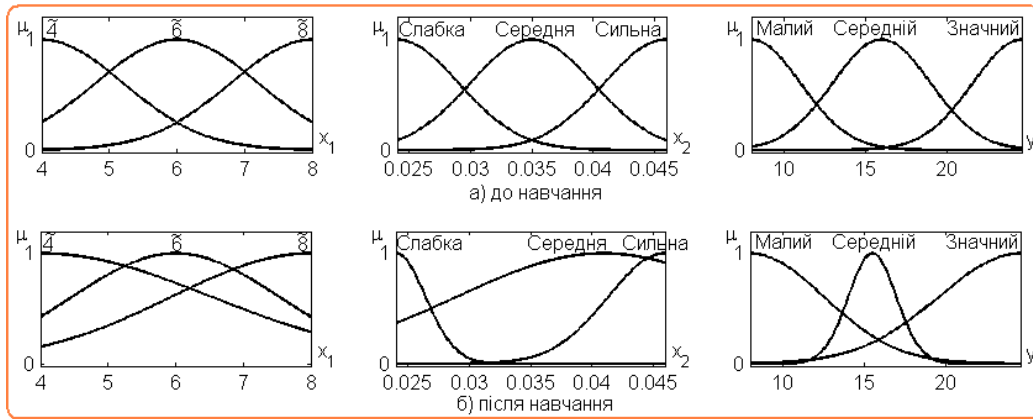 μ 1 4̃ 6̃ 8̃ 0 4 5 6 7 8 x1
μ 1 Слабка Середня Сильна 0 0.025 0.03 0.035 0.04 0.045 x2
μ 1 Малий Середній Значний 0 10 15 20 y
а) до навчання
μ 1 4̃ 6̃ 8̃ 0 4 5 6 7 8 x1
μ 1 Слабка Середня Сильна 0 0.025 0.03 0.035 0.04 0.045 x2
μ 1 Малий Середній Значний 0 10 15 20 y
б) після навчання